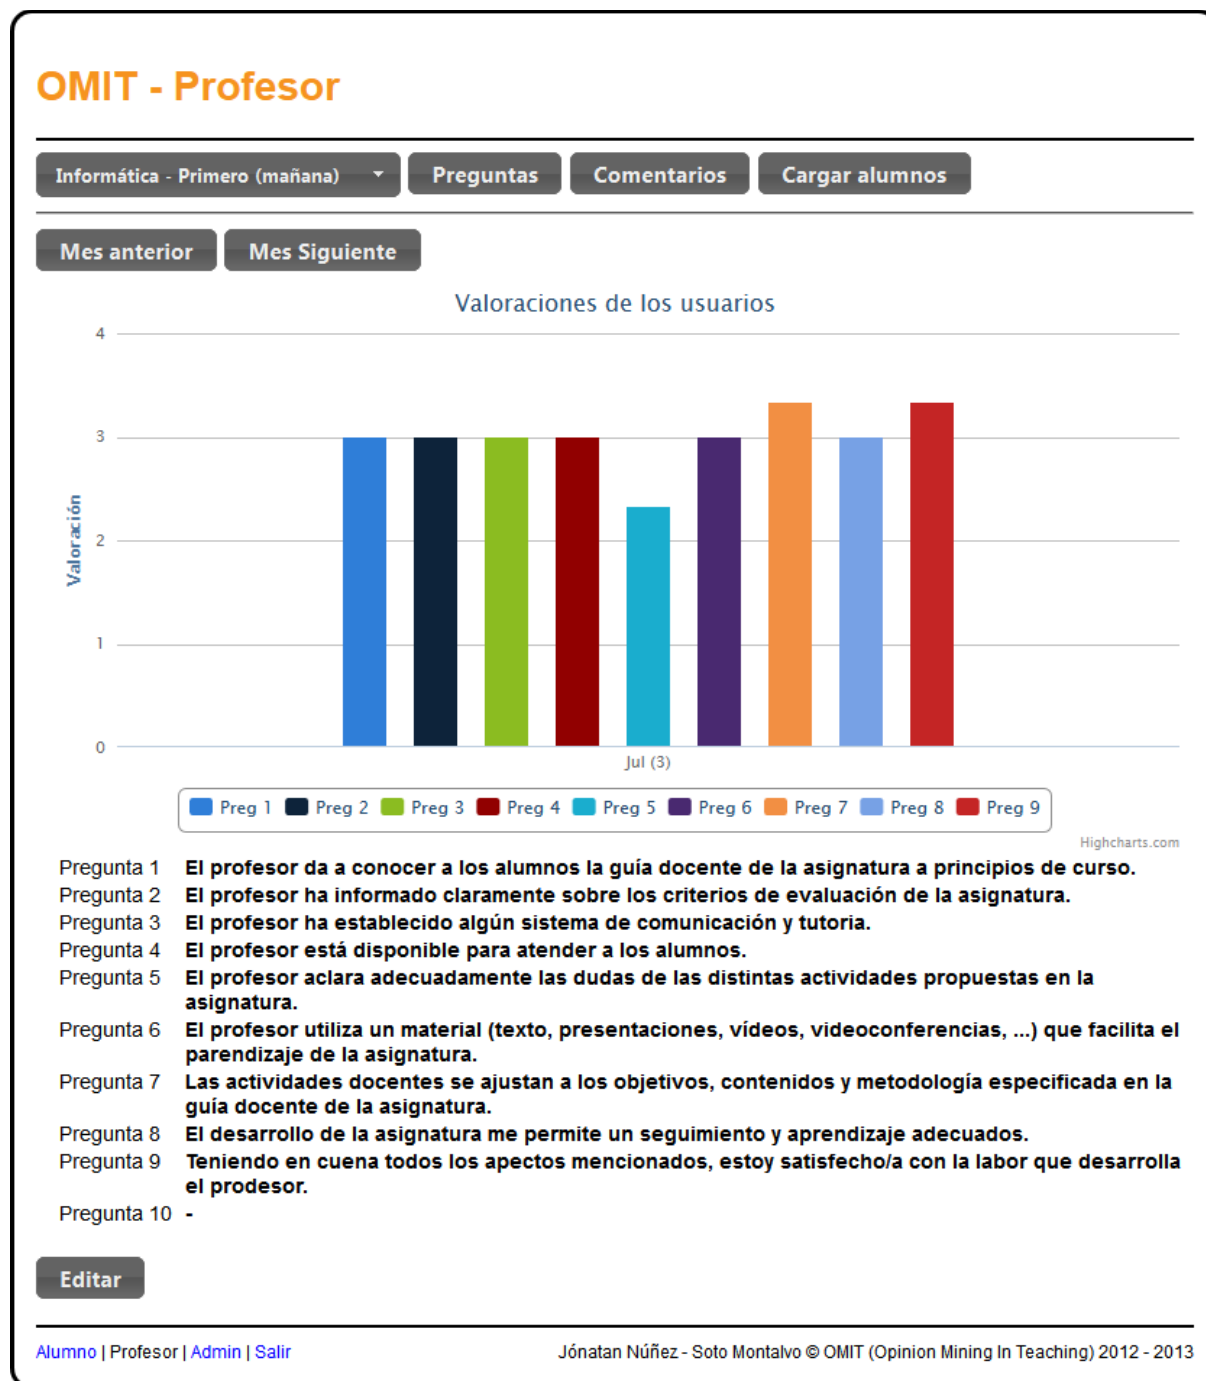 OMIT - Profesor
Informática - Primero (mañana) Preguntas Comentarios Cargar alumnos
Mes anterior Mes Siguiente
Valoraciones de los usuarios
4
3
2
1
0
Valoración
Jul (3)
Preg 1 Preg 2 Preg 3 Preg 4 Preg 5 Preg 6 Preg 7 Preg 8 Preg 9
Highcharts.com
Pregunta 1 El profesor da a conocer a los alumnos la guía docente de la asignatura a principios de curso.
Pregunta 2 El profesor ha informado claramente sobre los criterios de evaluación de la asignatura.
Pregunta 3 El profesor ha establecido algún sistema de comunicación y tutoria.
Pregunta 4 El profesor está disponible para atender a los alumnos.
Pregunta 5 El profesor aclara adecuadamente las dudas de las distintas actividades propuestas en la
asignatura.
Pregunta 6 El profesor utiliza un material (texto, presentaciones, vídeos, videoconferencias, ...) que facilita el
parendizaje de la asignatura.
Pregunta 7 Las actividades docentes se ajustan a los objetivos, contenidos y metodología especificada en la
guía docente de la asignatura.
Pregunta 8 El desarrollo de la asignatura me permite un seguimiento y aprendizaje adecuados.
Pregunta 9 Teniendo en cuenta todos los apectos mencionados, estoy satisfecho/a con la labor que desarrolla
el prodesor.
Pregunta 10 -
Editar
Alumno | Profesor | Admin | Salir Jónatan Núñez - Soto Montalvo © OMIT (Opinion Mining In Teaching) 2012 - 2013